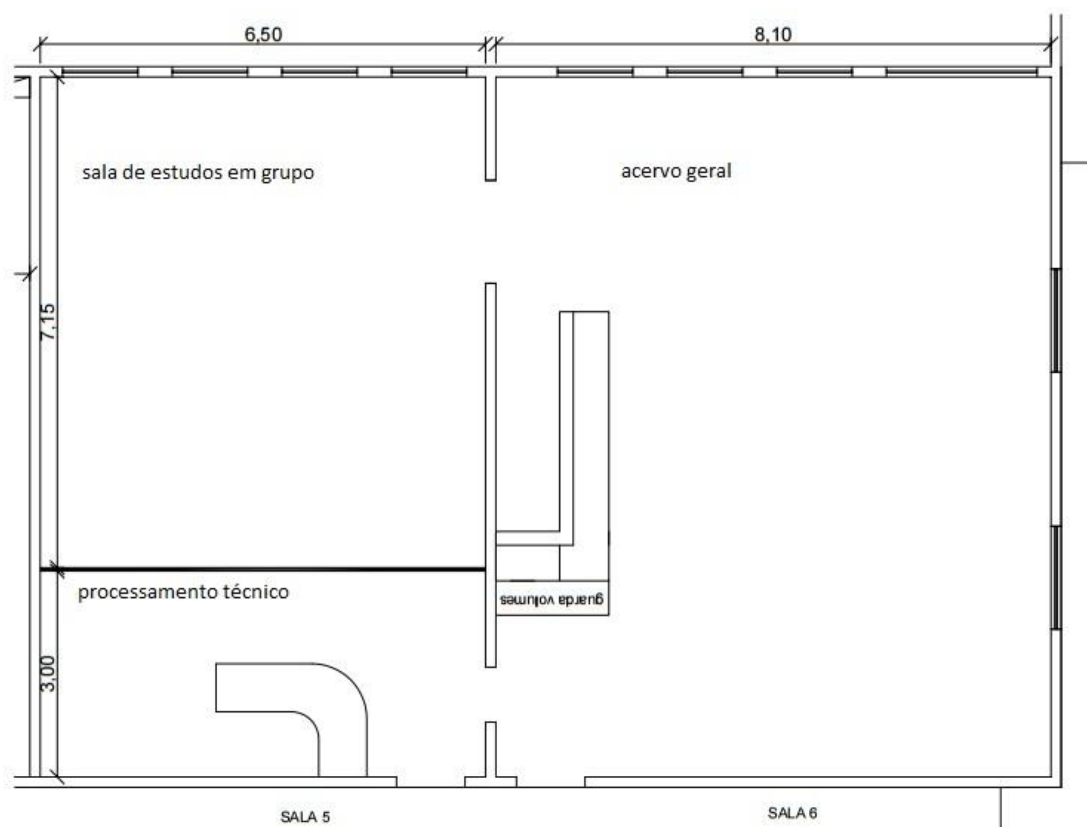 6,50
8,10
sala de estudos em grupo
acervo geral
7,15
processamento técnico
guarda volumes
3,00
SALA 5
SALA 6